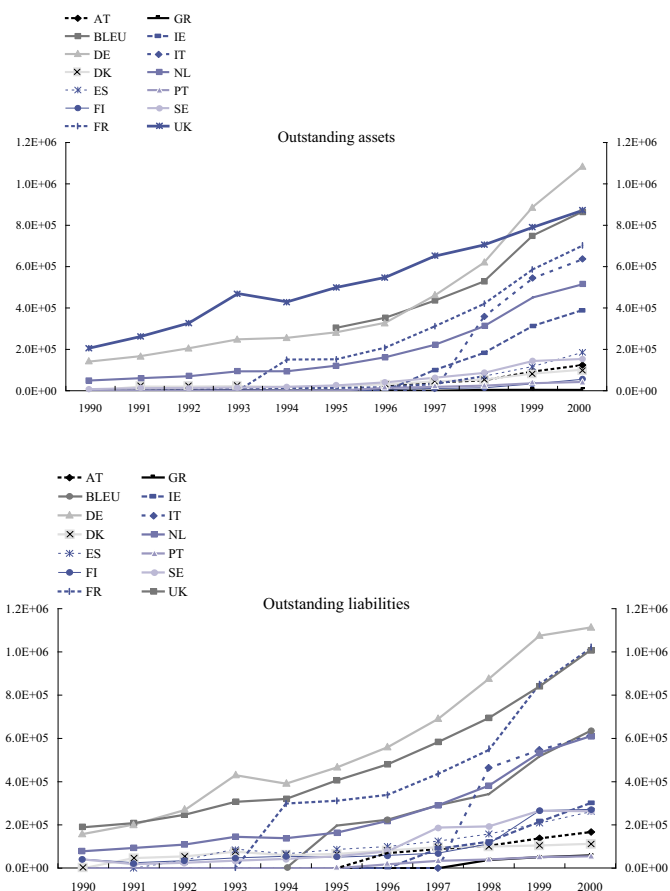 AT GR
BLEU IE
DE IT
DK NL
ES PT
FI SE
FR UK
Outstanding assets
1.2E+06 1.2E+06
1.0E+06 1.0E+06
8.0E+05 8.0E+05
6.0E+05 6.0E+05
4.0E+05 4.0E+05
2.0E+05 2.0E+05
0.0E+00 0.0E+00
1990 1991 1992 1993 1994 1995 1996 1997 1998 1999 2000
AT GR
BLEU IE
DE IT
DK NL
ES PT
FI SE
FR UK
Outstanding liabilities
1.2E+06 1.2E+06
1.0E+06 1.0E+06
8.0E+05 8.0E+05
6.0E+05 6.0E+05
4.0E+05 4.0E+05
2.0E+05 2.0E+05
0.0E+00 0.0E+00
1990 1991 1992 1993 1994 1995 1996 1997 1998 1999 2000